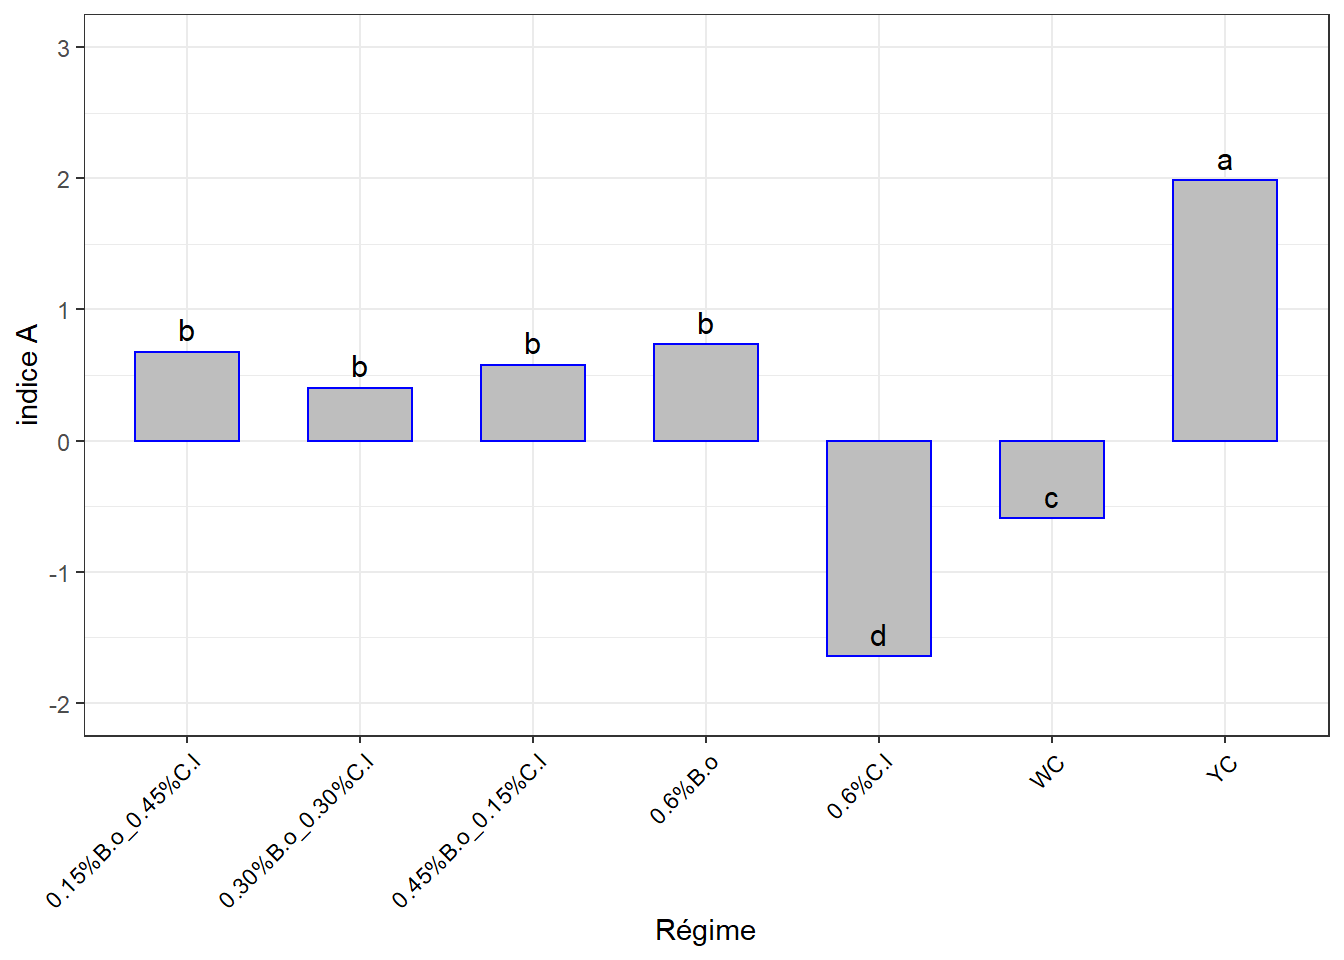 3
2
1
0
-1
-2
indice A
b
b
b
b
d
c
a
0.15%B.o_0.45%C.l
0.30%B.o_0.30%C.l
0.45%B.o_0.15%C.l
0.6%B.o
0.6%C.l
WC
YC
Régime